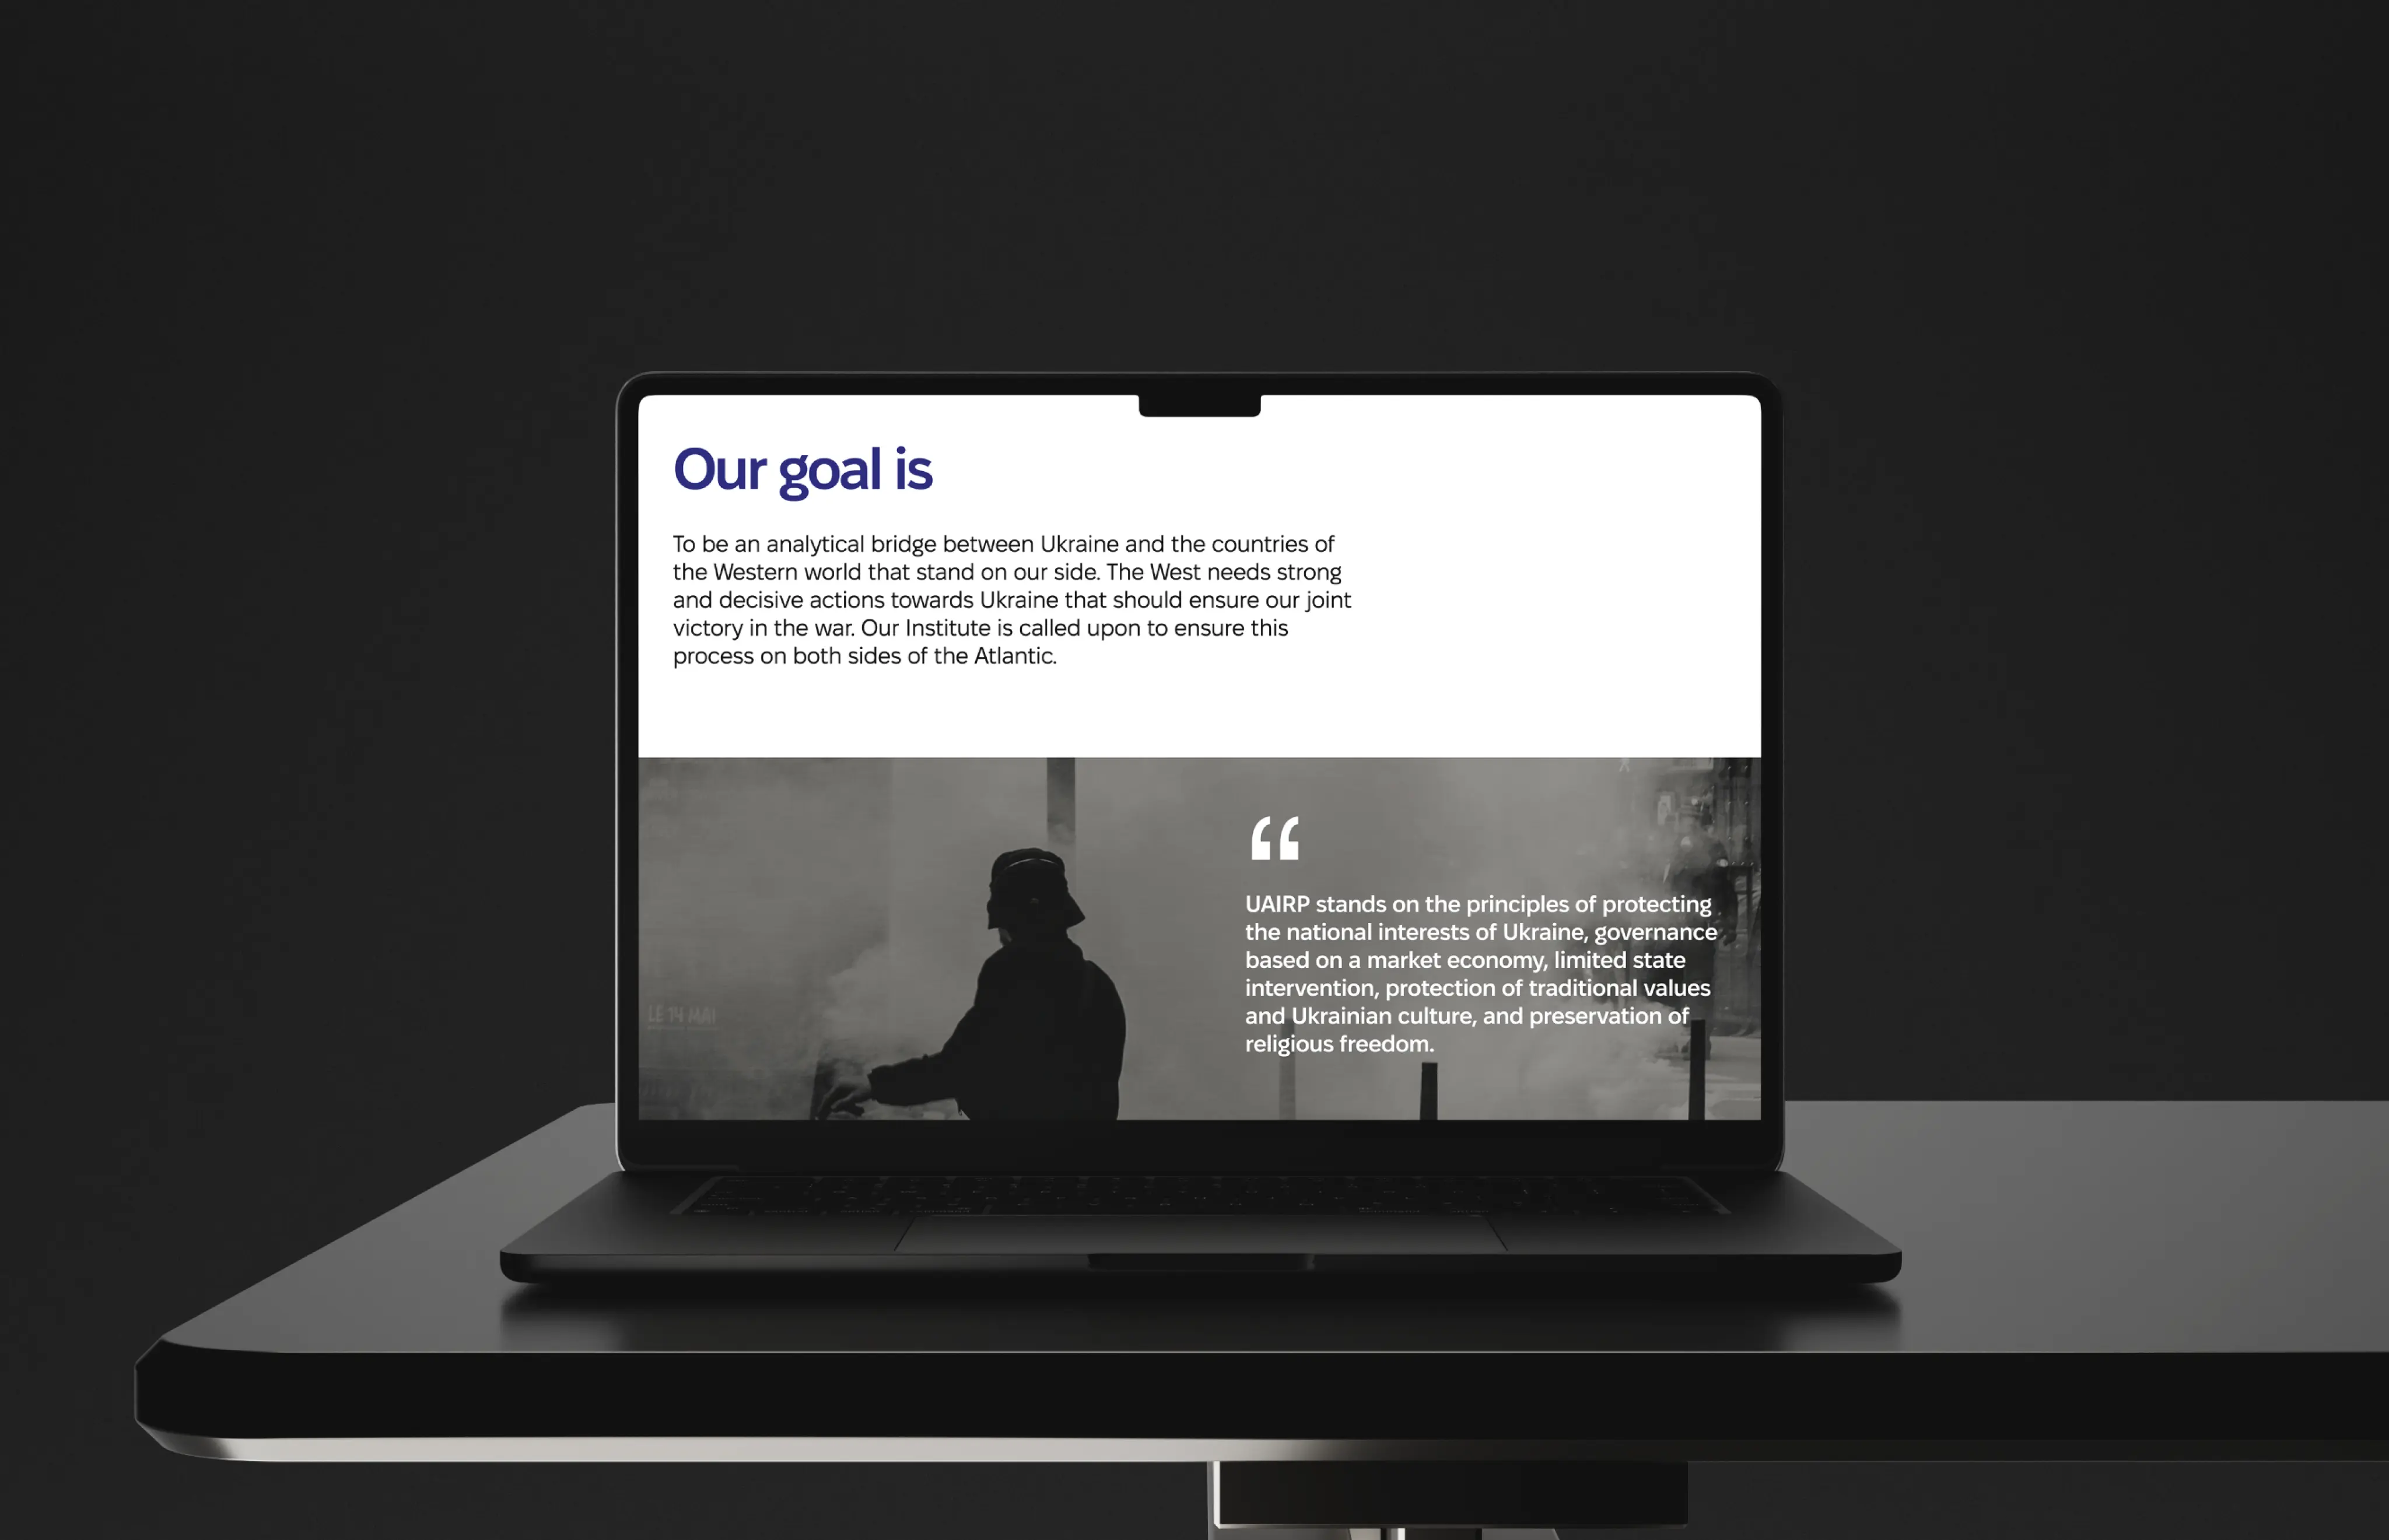 Our goal is
To be an analytical bridge between Ukraine and the countries of
the Western world that stand on our side. The West needs strong
and decisive actions towards Ukraine that should ensure our joint
victory in the war. Our Institute is called upon to ensure this
process on both sides of the Atlantic.
“
UAIRP stands on the principles of protecting
the national interests of Ukraine, governance
based on a market economy, limited state
intervention, protection of traditional values
and Ukrainian culture, and preservation of
religious freedom.
LE 14 MAI